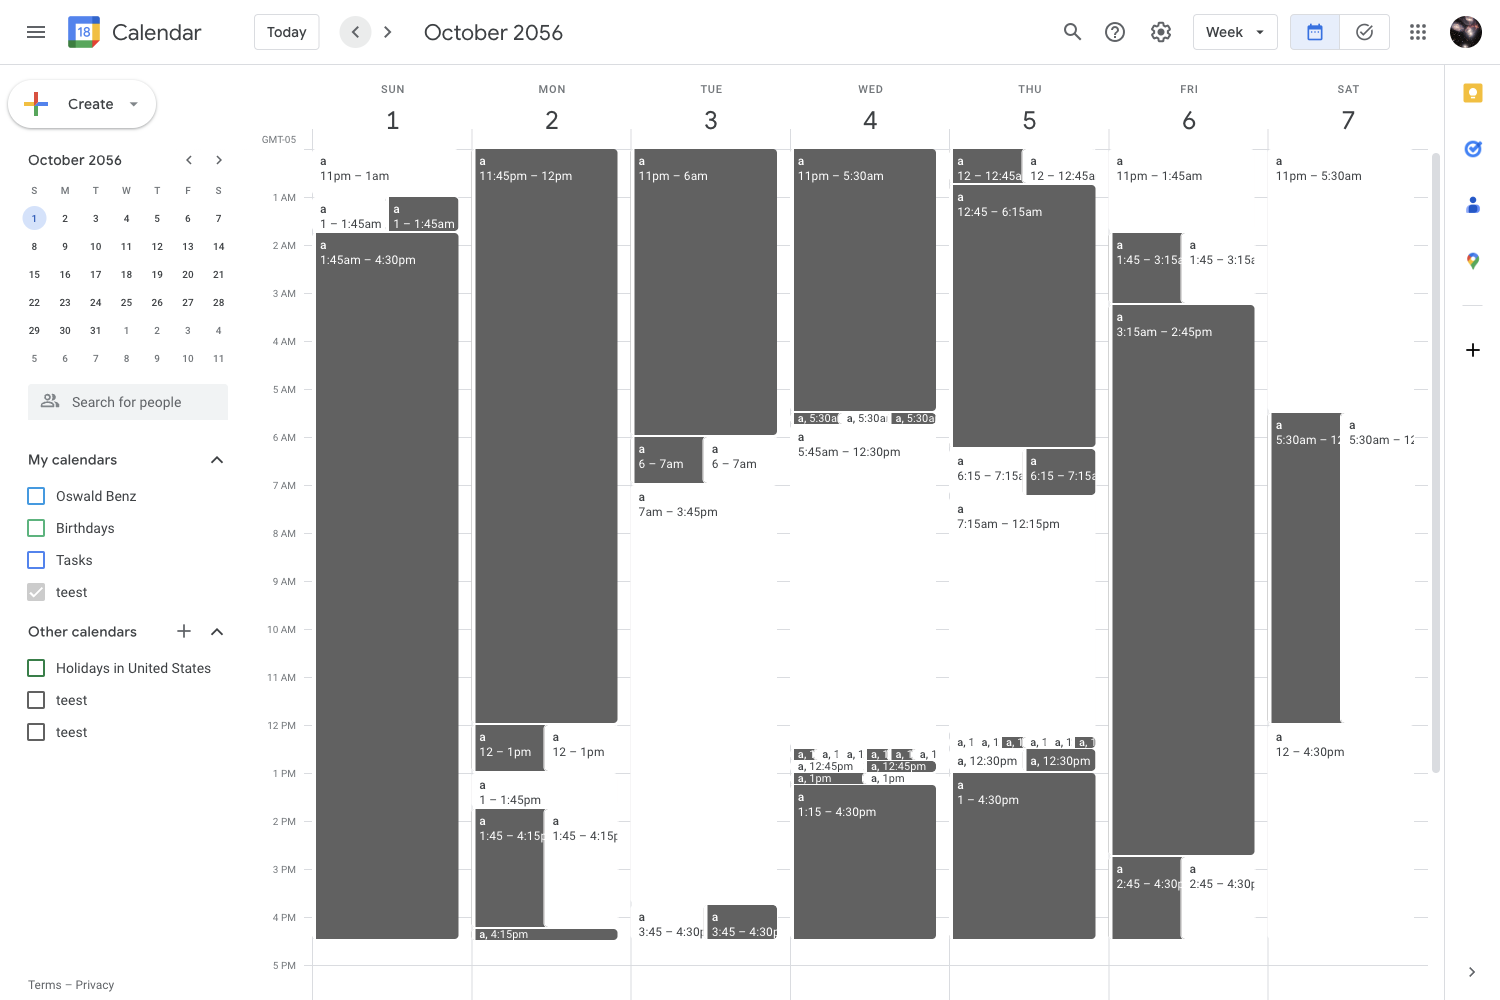 18 Calendar
Today
October 2056
Week
Create
October 2056
S M T W T F S
1 2 3 4 5 6 7
8 9 10 11 12 13 14
15 16 17 18 19 20 21
22 23 24 25 26 27 28
29 30 31 1 2 3 4
5 6 7 8 9 10 11
Search for people
My calendars
Oswald Benz
Birthdays
Tasks
teest
Other calendars
Holidays in United States
teest
teest
Terms – Privacy
GMT-05
1 AM
2 AM
3 AM
4 AM
5 AM
6 AM
7 AM
8 AM
9 AM
10 AM
11 AM
12 PM
1 PM
2 PM
3 PM
4 PM
5 PM
SUN
1
a
11pm – 1am
a
1 – 1:45am
a
1 – 1:45am
a
1:45am – 4:30pm
MON
2
a
11:45pm – 12pm
a
12 – 1pm
a
12 – 1pm
a
1 – 1:45pm
a
1:45 – 4:15p
a
1:45 – 4:15p
a, 4:15pm
TUE
3
a
11pm – 6am
a
6 – 7am
a
6 – 7am
a
7am – 3:45pm
a
3:45 – 4:30p
a
3:45 – 4:30p
WED
4
a
11pm – 5:30am
a, 5:30a
a, 5:30a
a, 5:30a
a
5:45am – 12:30pm
a, 1
a, 1
a, 1
a, 1
a, 1
a, 1
a, 12:45pm
a, 12:45pm
a, 1pm
a, 1pm
a
1:15 – 4:30pm
THU
5
a
12 – 12:45a
a
12 – 12:45a
a
12:45 – 6:15am
a
6:15 – 7:15a
a
6:15 – 7:15a
a
7:15am – 12:15pm
a, 1
a, 1
a, 1
a, 1
a, 1
a, 1
a, 12:30pm
a, 12:30pm
a
1 – 4:30pm
FRI
6
a
11pm – 1:45am
a
1:45 – 3:15a
a
1:45 – 3:15a
a
3:15am – 2:45pm
a
2:45 – 4:30p
a
2:45 – 4:30p
SAT
7
a
11pm – 5:30am
a
5:30am – 12
a
5:30am – 12
a
12 – 4:30pm